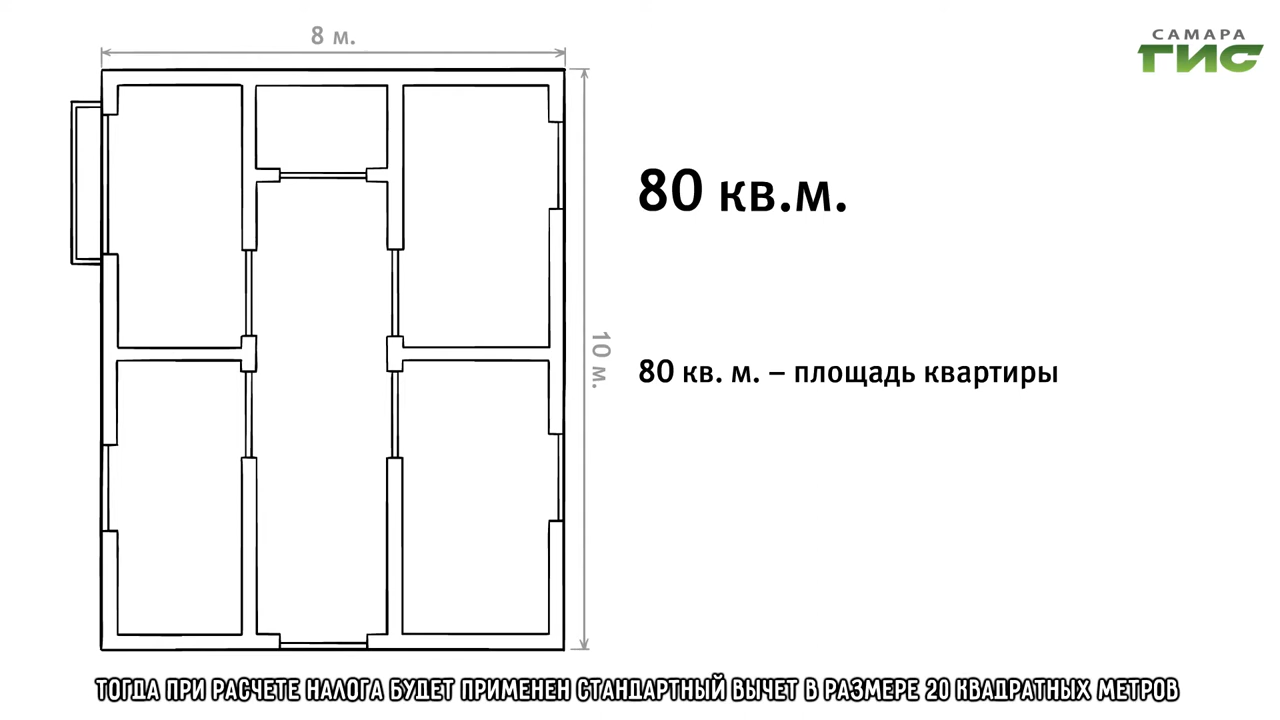 8 м.
САМАРА
ГИС
80 кв.м.
10 м.
80 кв. м. – площадь квартиры
ТОГДА ПРИ РАСЧЕТЕ НАЛОГА БУДЕТ ПРИМЕНЕН СТАНДАРТНЫЙ ВЫЧЕТ В РАЗМЕРЕ 20 КВАДРАТНЫХ МЕТРОВ